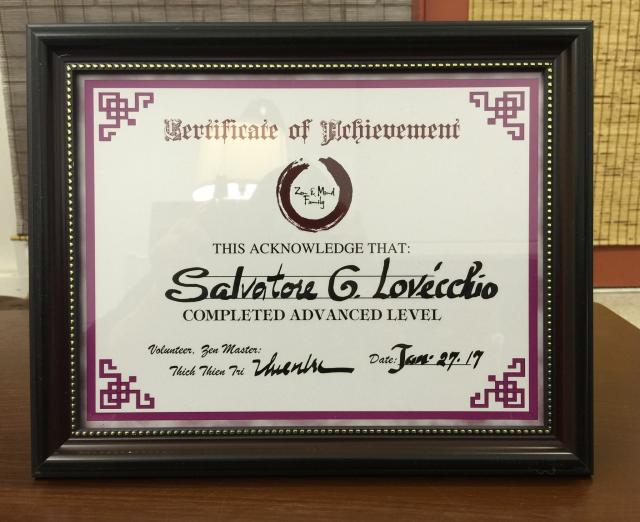 Certificate of Achievement
Zen & Mind
Family
THIS ACKNOWLEDGE THAT:
Salvatore G. Lovécchio
COMPLETED ADVANCED LEVEL
Volunteer, Zen Master:
Thich Thien Tri
Date: Jan. 27. 17